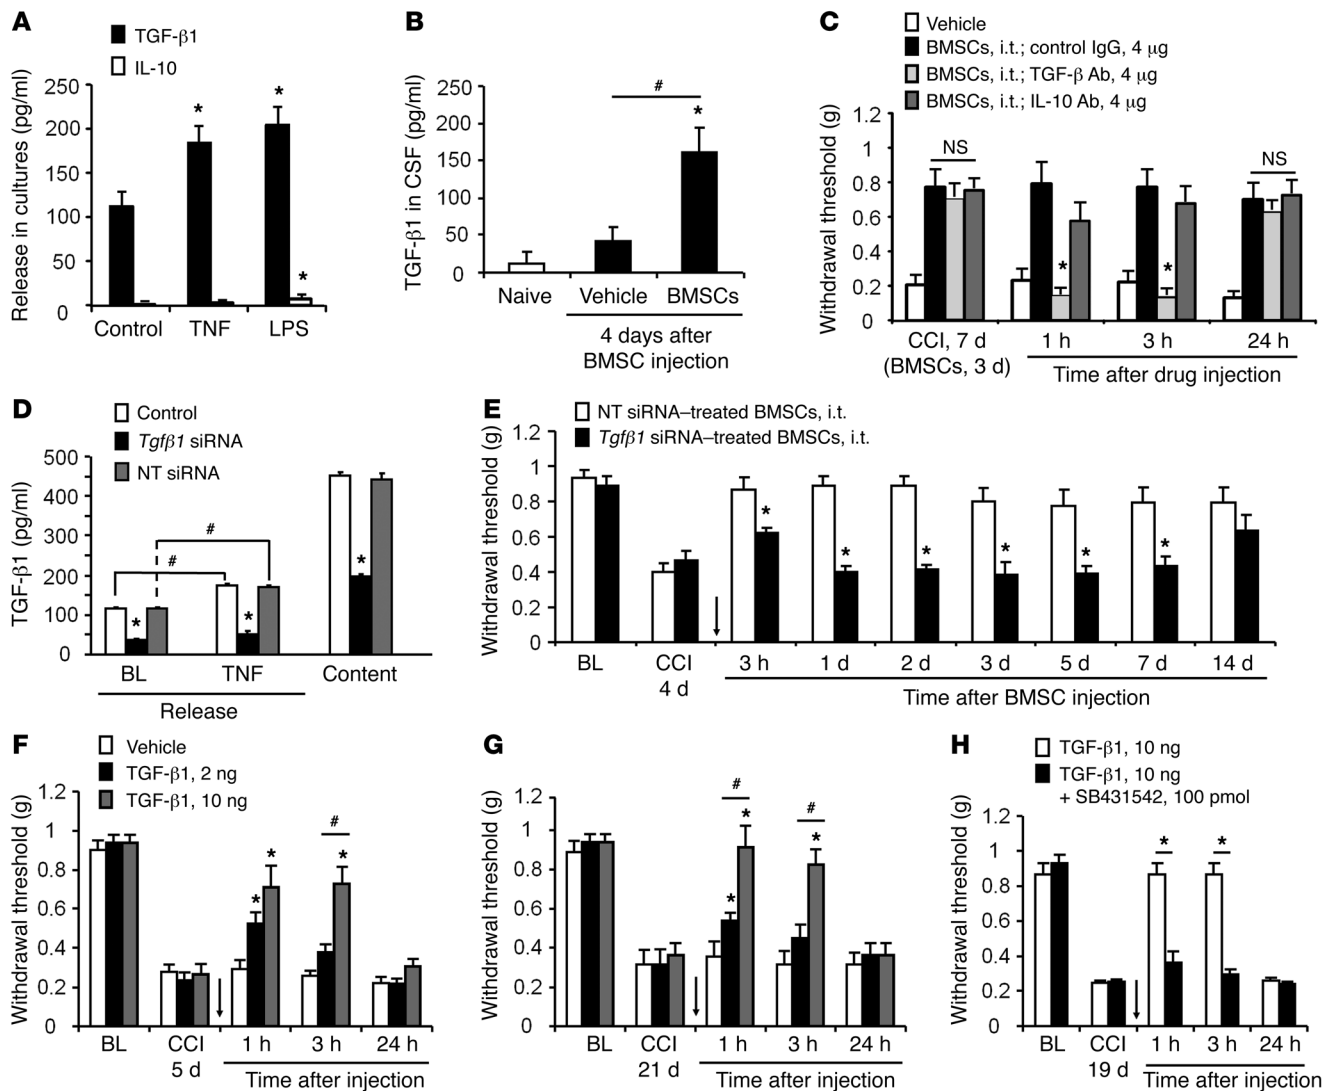 A
TGF-β1
IL-10
Release in cultures (pg/ml)
250
200
150
100
50
0
*
*
*
Control TNF LPS
B
TGF-β1 in CSF (pg/ml)
250
200
150
100
50
0
#
*
Naive Vehicle BMSCs
4 days after
BMSC injection
C
Vehicle
BMSCs, i.t.; control IgG, 4 μg
BMSCs, i.t.; TGF-β Ab, 4 μg
BMSCs, i.t.; IL-10 Ab, 4 μg
Withdrawal threshold (g)
1.2
1
0.8
0.6
0.4
0.2
0
NS
*
*
NS
CCI, 7 d 1 h 3 h 24 h
(BMSCs, 3 d)
Time after drug injection
D
Control
Tgfβ1 siRNA
NT siRNA
TGF-β1 (pg/ml)
500
400
300
200
100
0
#
#
*
*
*
BL TNF Content
Release
E
NT siRNA–treated BMSCs, i.t.
Tgfβ1 siRNA–treated BMSCs, i.t.
Withdrawal threshold (g)
1.2
1
0.8
0.6
0.4
0.2
0
*
*
*
*
*
*
BL CCI 3 h 1 d 2 d 3 d 5 d 7 d 14 d
4 d
Time after BMSC injection
F
Vehicle
TGF-β1, 2 ng
TGF-β1, 10 ng
Withdrawal threshold (g)
1.2
1
0.8
0.6
0.4
0.2
0
#
*
*
*
BL CCI 1 h 3 h 24 h
5 d
Time after injection
G
Withdrawal threshold (g)
1.2
1
0.8
0.6
0.4
0.2
0
#
#
*
*
*
BL CCI 1 h 3 h 24 h
21 d
Time after injection
H
TGF-β1, 10 ng
TGF-β1, 10 ng
+ SB431542, 100 pmol
Withdrawal threshold (g)
1.2
1
0.8
0.6
0.4
0.2
0
*
*
BL CCI 1 h 3 h 24 h
19 d
Time after injection